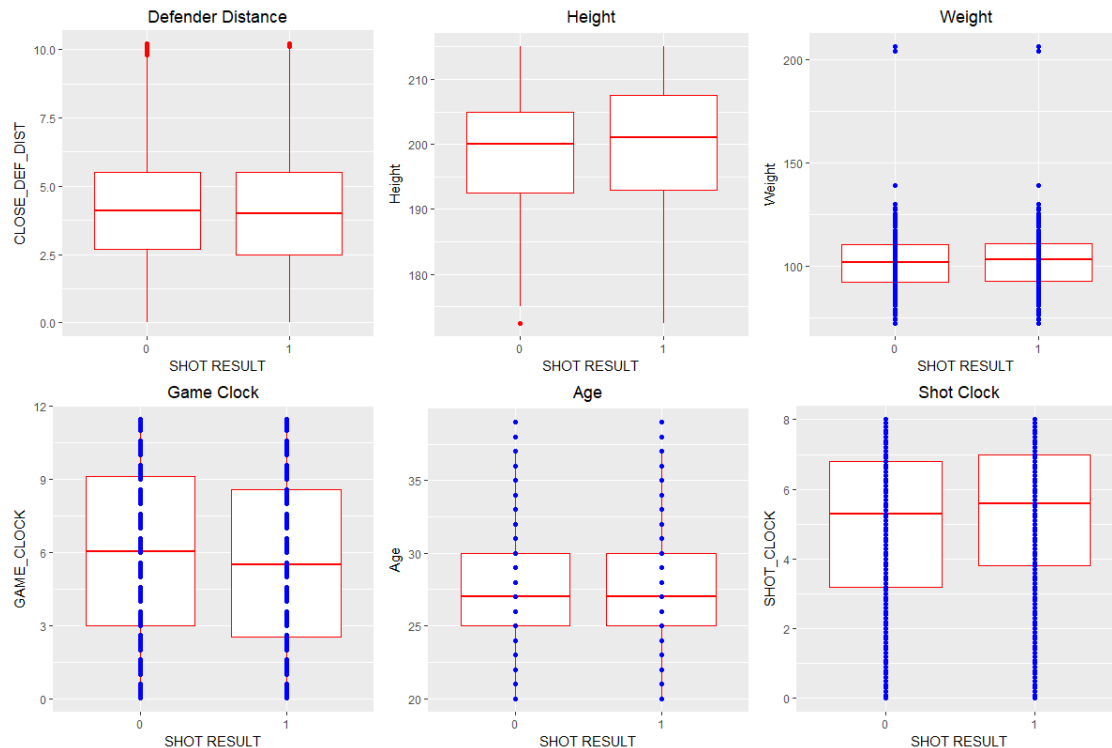 Defender Distance
CLOSE_DEF_DIST
10.0
7.5
5.0
2.5
0.0
0 1
SHOT RESULT
Height
Height
210
200
190
180
0 1
SHOT RESULT
Weight
Weight
200
150
100
0 1
SHOT RESULT
Game Clock
GAME_CLOCK
12
9
6
3
0
0 1
SHOT RESULT
Age
Age
35
30
25
20
0 1
SHOT RESULT
Shot Clock
SHOT_CLOCK
8
6
4
2
0
0 1
SHOT RESULT